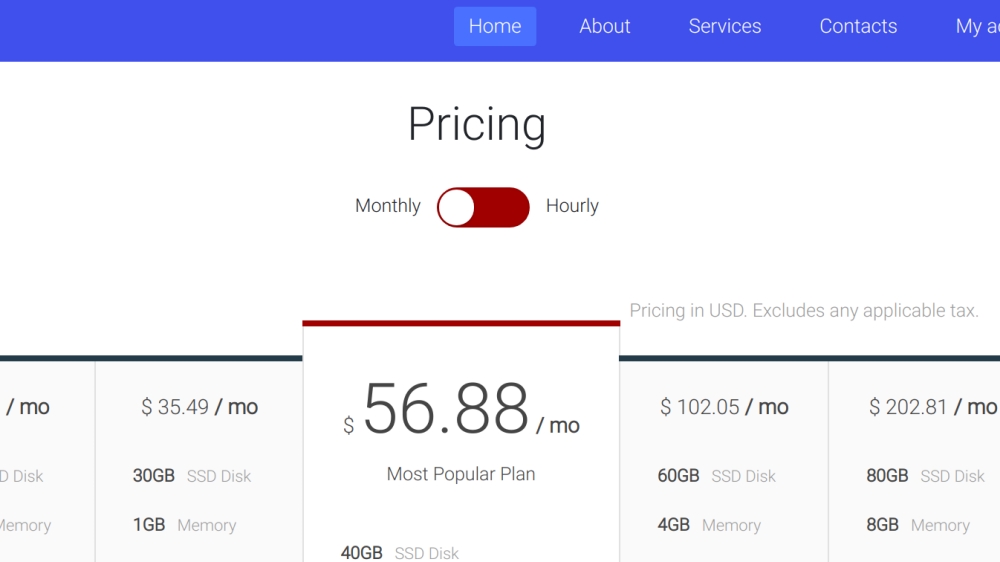 Home About Services Contacts My
Pricing
Monthly Hourly
Pricing in USD. Excludes any applicable tax.
/ mo $ 35.49 / mo $ 56.88 / mo $ 102.05 / mo $ 202.81 / mo
Most Popular Plan
Disk 30GB SSD Disk 60GB SSD Disk 80GB SSD Disk
Memory 1GB Memory 4GB Memory 8GB Memory
40GB SSD Disk